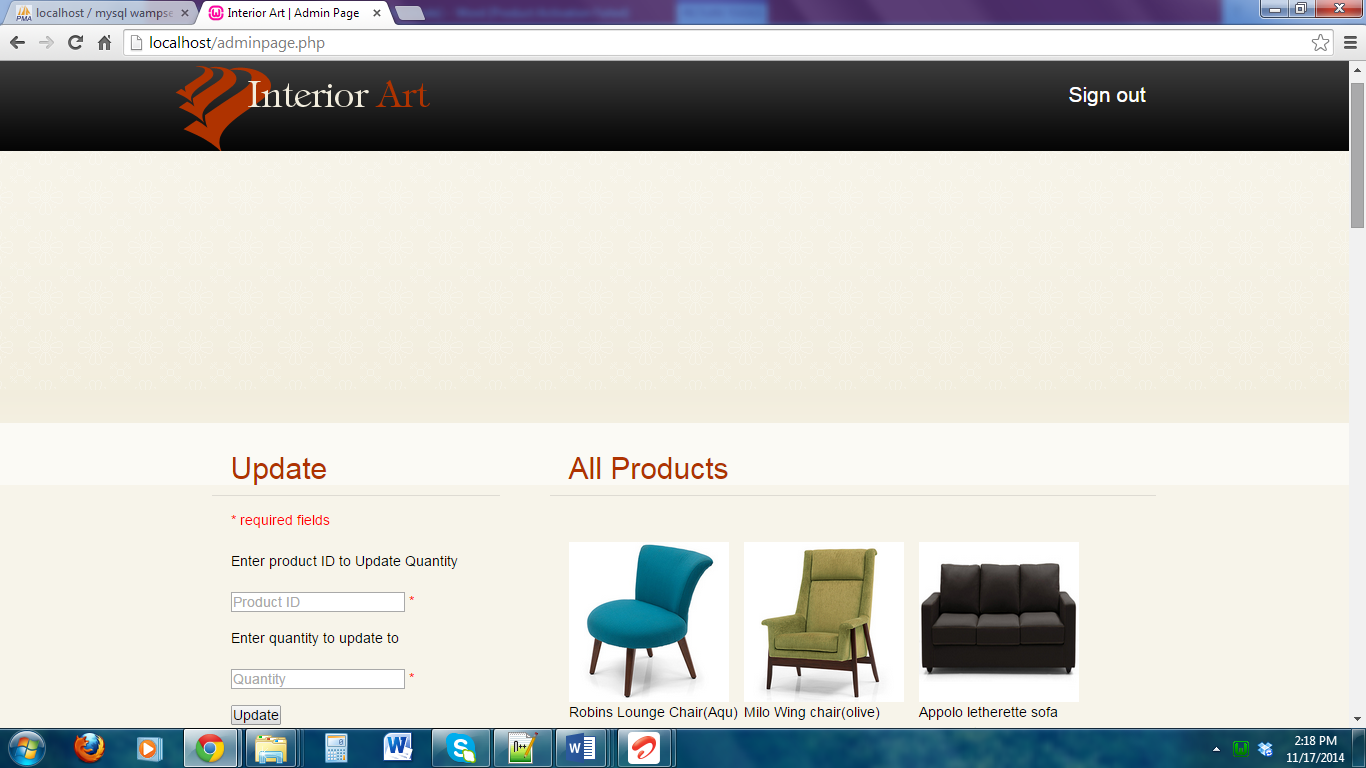 localhost / mysql wampse
Interior Art | Admin Page
localhost/adminpage.php
Interior Art
Sign out
Update
All Products
* required fields
Enter product ID to Update Quantity
Product ID *
Enter quantity to update to
Quantity *
Update
Robins Lounge Chair(Aqu)
Milo Wing chair(olive)
Appolo letherette sofa
2:18 PM
11/17/2014